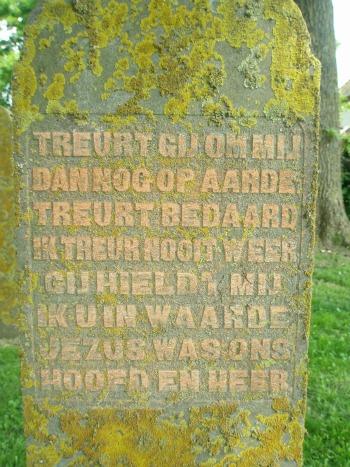 TREURT GIJ OM MIJ
DAN NOG OP AARDE
TREURT BEDAARD
IK TREUR NOOIT WEER
GIJ HIELDT MIJ
IK U IN WAARDE
JEZUS WAS ONS
HOOFD EN HEER